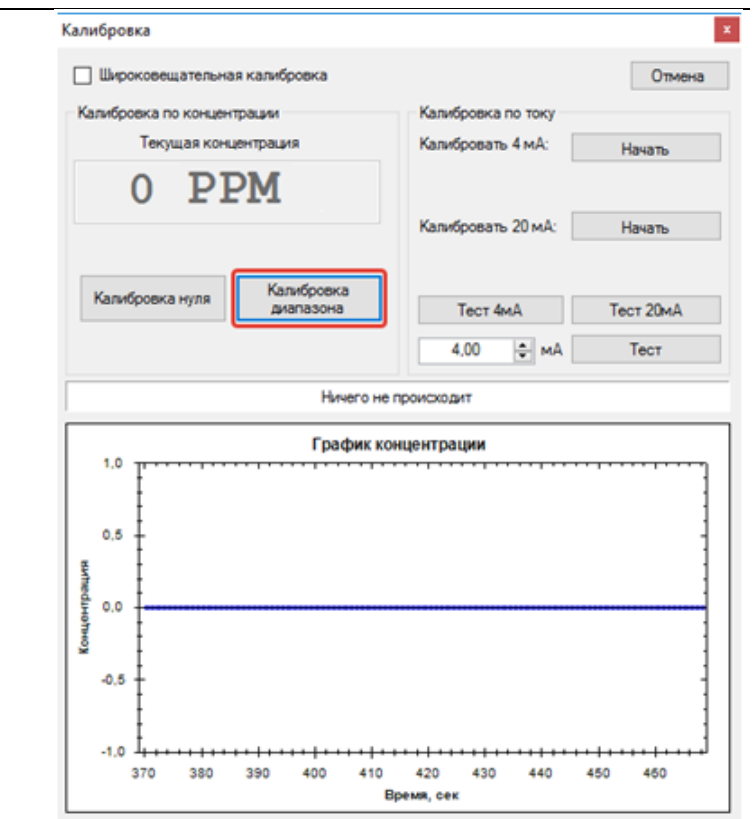 Калибровка
x
Широковещательная калибровка
Отмена
Калибровка по концентрации
Текущая концентрация
0 PPM
Калибровка нуля
Калибровка
диапазона
Калибровка по току
Калибровать 4 мА:
Начать
Калибровать 20 мА:
Начать
Тест 4мА
Тест 20мА
4,00
мА
Тест
Ничего не происходит
График концентрации
Концентрация
1,0
0,5
0,0
-0,5
-1,0
370 380 390 400 410 420 430 440 450 460
Время, сек